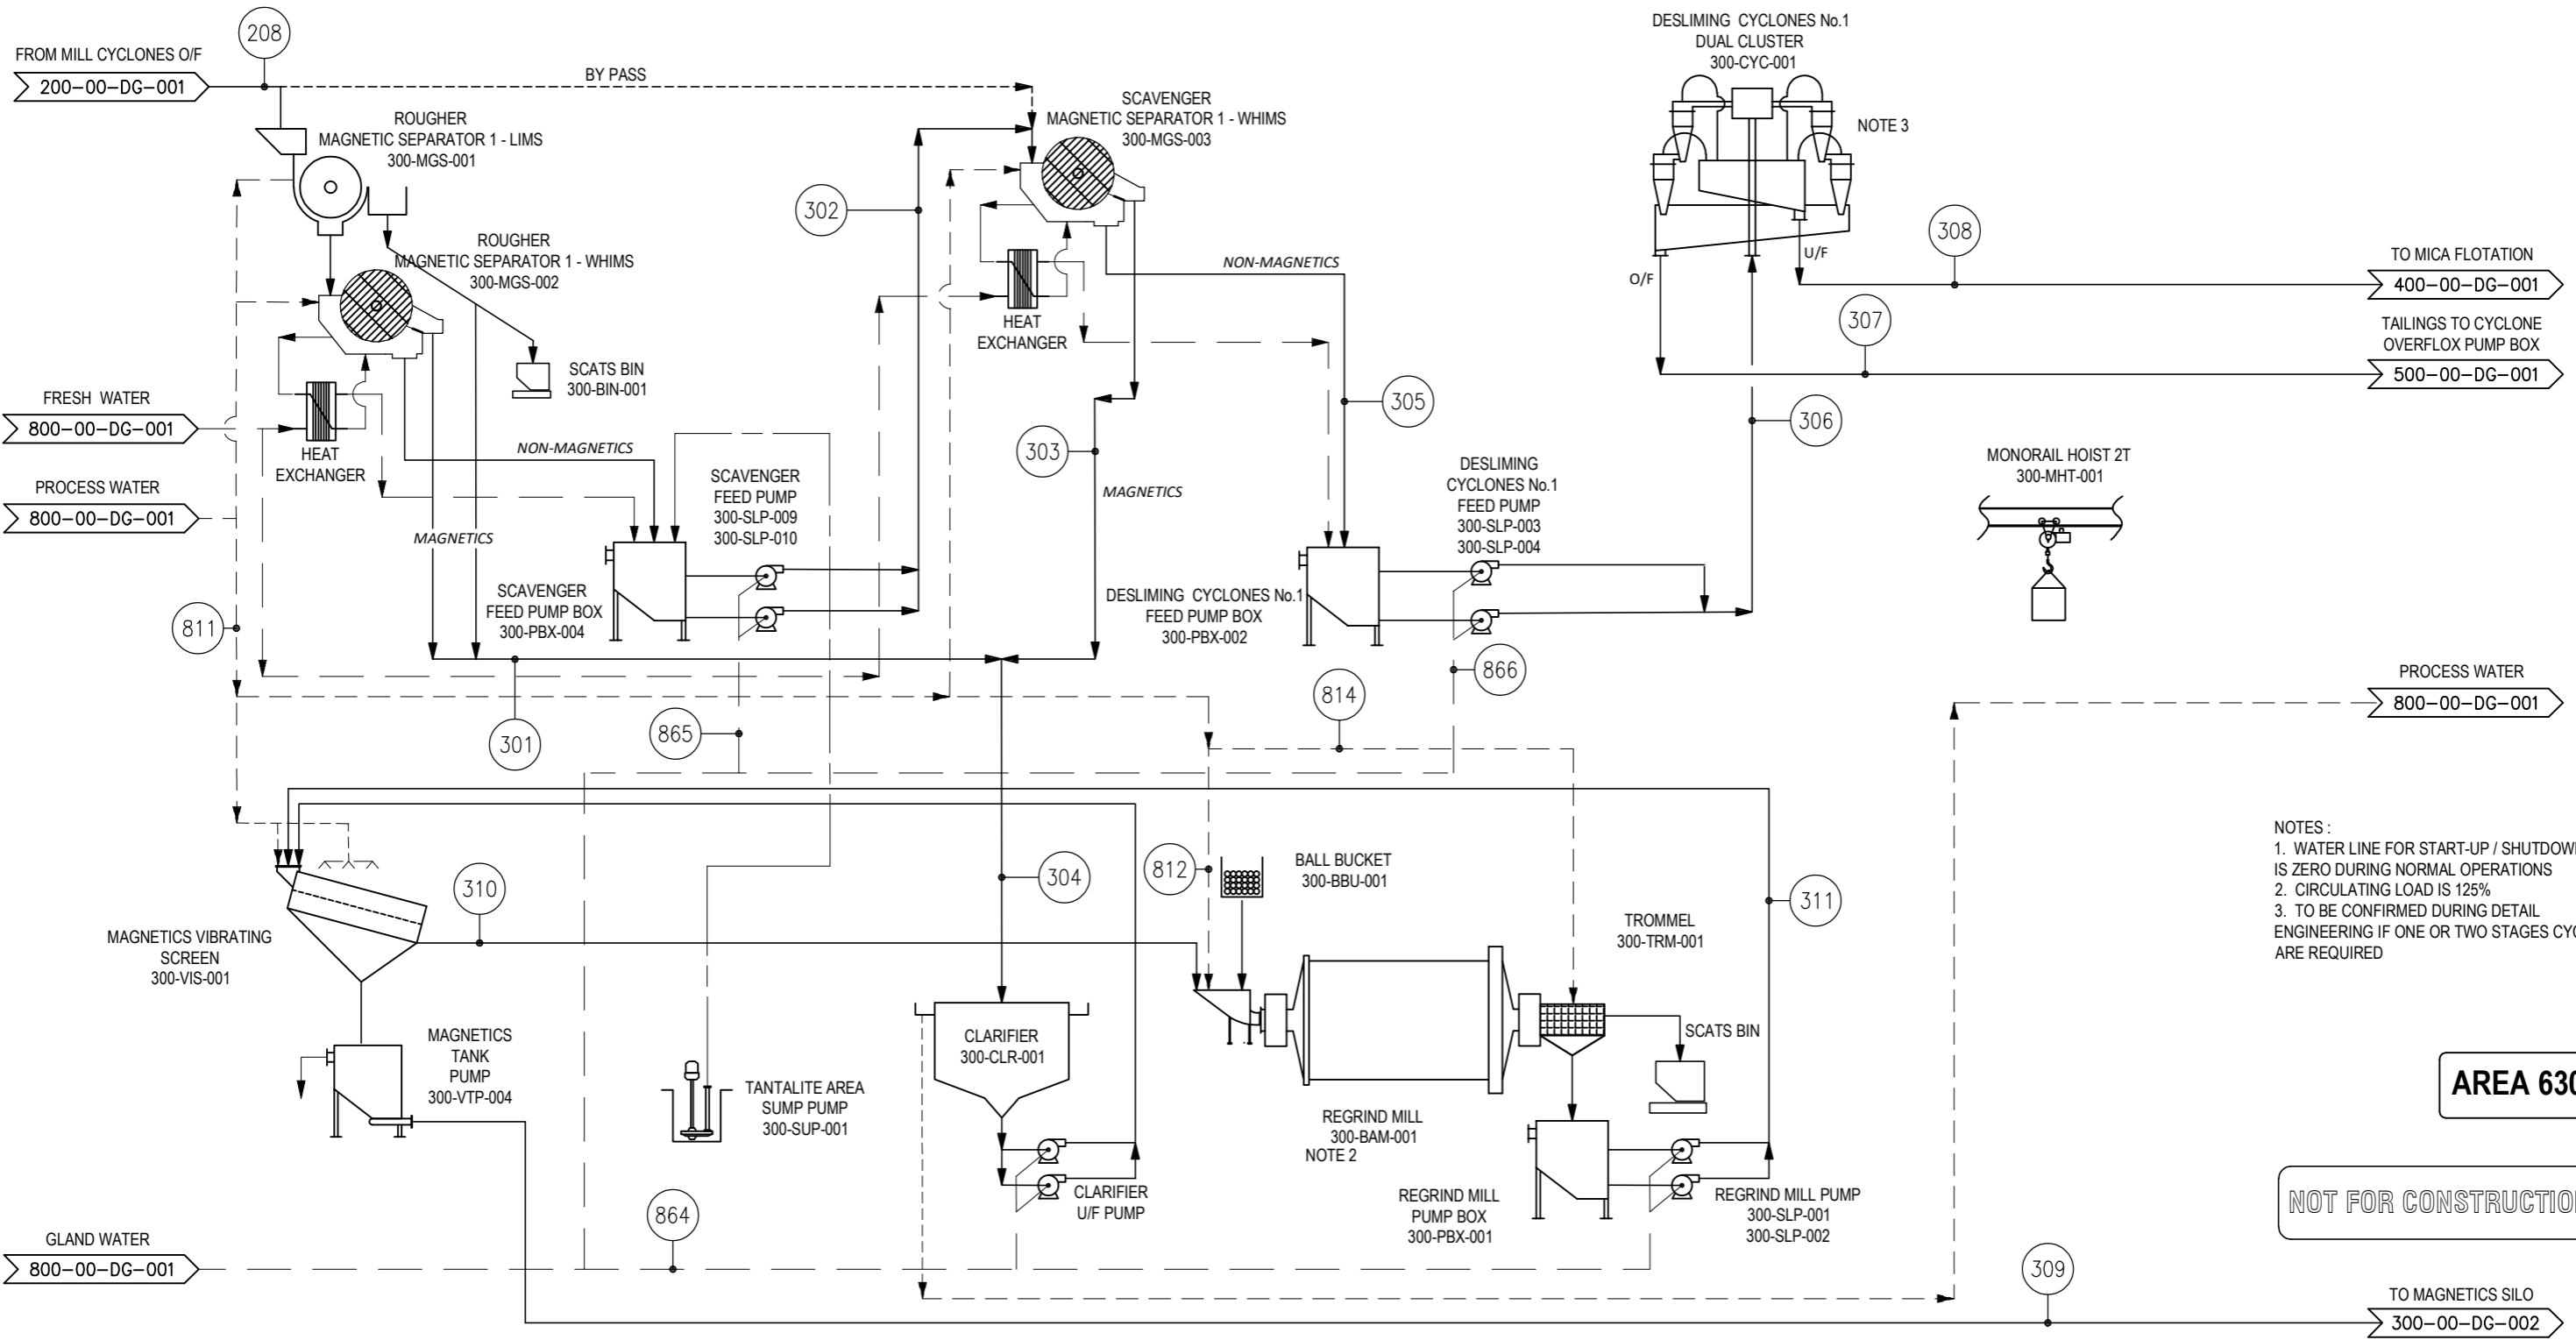 208
FROM MILL CYCLONES O/F
200-00-DG-001
BY PASS
ROUGHER
MAGNETIC SEPARATOR 1 - LIMS
300-MGS-001
SCAVENGER
MAGNETIC SEPARATOR 1 - WHIMS
300-MGS-003
DESLIMING CYCLONES No.1
DUAL CLUSTER
300-CYC-001
NOTE 3
302
ROUGHER
MAGNETIC SEPARATOR 1 - WHIMS
300-MGS-002
NON-MAGNETICS
HEAT
EXCHANGER
O/F
U/F
308
TO MICA FLOTATION
400-00-DG-001
307
TAILINGS TO CYCLONE
OVERFLOX PUMP BOX
500-00-DG-001
SCATS BIN
300-BIN-001
FRESH WATER
800-00-DG-001
HEAT
EXCHANGER
NON-MAGNETICS
303
305
306
PROCESS WATER
800-00-DG-001
MAGNETICS
SCAVENGER
FEED PUMP
300-SLP-009
300-SLP-010
MAGNETICS
DESLIMING
CYCLONES No.1
FEED PUMP
300-SLP-003
300-SLP-004
MONORAIL HOIST 2T
300-MHT-001
811
SCAVENGER
FEED PUMP BOX
300-PBX-004
DESLIMING CYCLONES No.1
FEED PUMP BOX
300-PBX-002
866
301
865
814
PROCESS WATER
800-00-DG-001
NOTES :
1. WATER LINE FOR START-UP / SHUTDOW
IS ZERO DURING NORMAL OPERATIONS
2. CIRCULATING LOAD IS 125%
3. TO BE CONFIRMED DURING DETAIL
ENGINEERING IF ONE OR TWO STAGES CY
ARE REQUIRED
310
304
812
BALL BUCKET
300-BBU-001
311
MAGNETICS VIBRATING
SCREEN
300-VIS-001
TROMMEL
300-TRM-001
MAGNETICS
TANK
PUMP
300-VTP-004
TANTALITE AREA
SUMP PUMP
300-SUP-001
CLARIFIER
300-CLR-001
SCATS BIN
REGRIND MILL
300-BAM-001
NOTE 2
AREA 630
CLARIFIER
U/F PUMP
REGRIND MILL
PUMP BOX
300-PBX-001
REGRIND MILL PUMP
300-SLP-001
300-SLP-002
NOT FOR CONSTRUCTION
864
GLAND WATER
800-00-DG-001
309
TO MAGNETICS SILO
300-00-DG-002